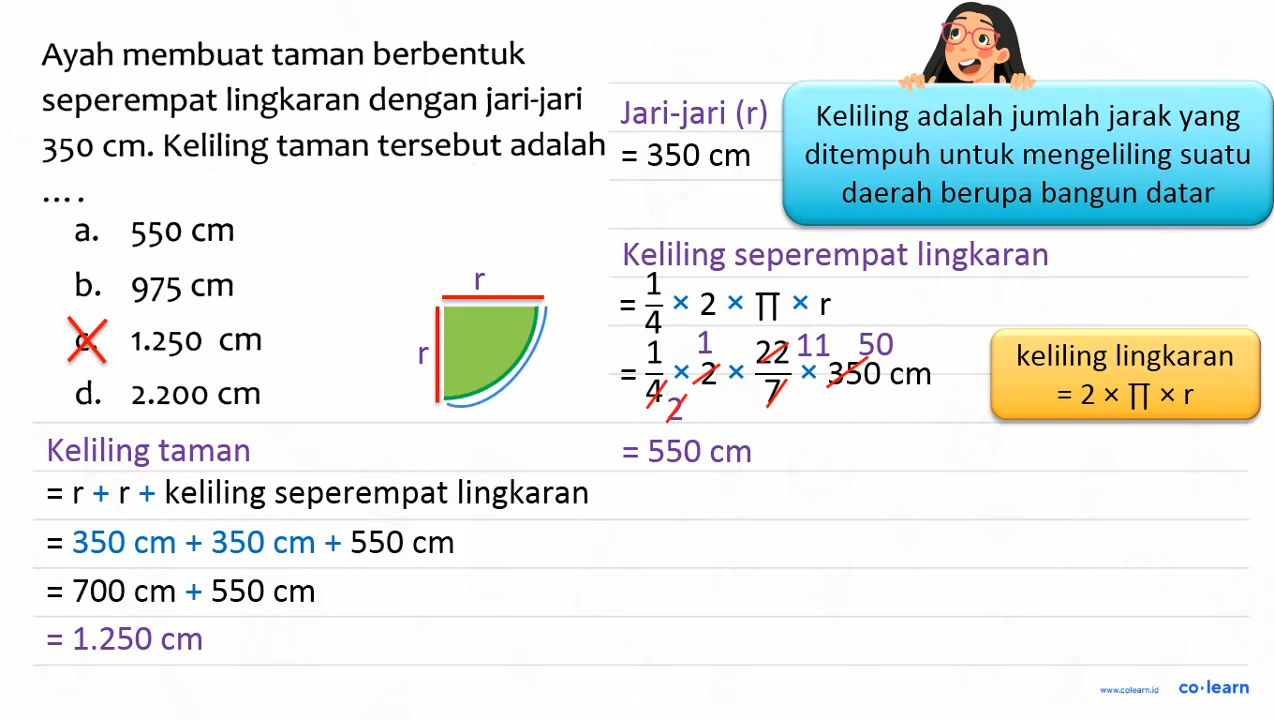 Ayah membuat taman berbentuk
seperempat lingkaran dengan jari-jari
350 cm. Keliling taman tersebut adalah
....
a. 550 cm
b. 975 cm
c. 1.250 cm
d. 2.200 cm
r
r
Jari-jari (r)
= 350 cm
Keliling adalah jumlah jarak yang
ditempuh untuk mengeliling suatu
daerah berupa bangun datar
Keliling seperempat lingkaran
= 1/4 × 2 × ∏ × r
1 11 50
= 1/4 × 2 × 22/7 × 350 cm
2
= 550 cm
keliling lingkaran
= 2 × ∏ × r
Keliling taman
= r + r + keliling seperempat lingkaran
= 350 cm + 350 cm + 550 cm
= 700 cm + 550 cm
= 1.250 cm
www.colearn.id co·learn